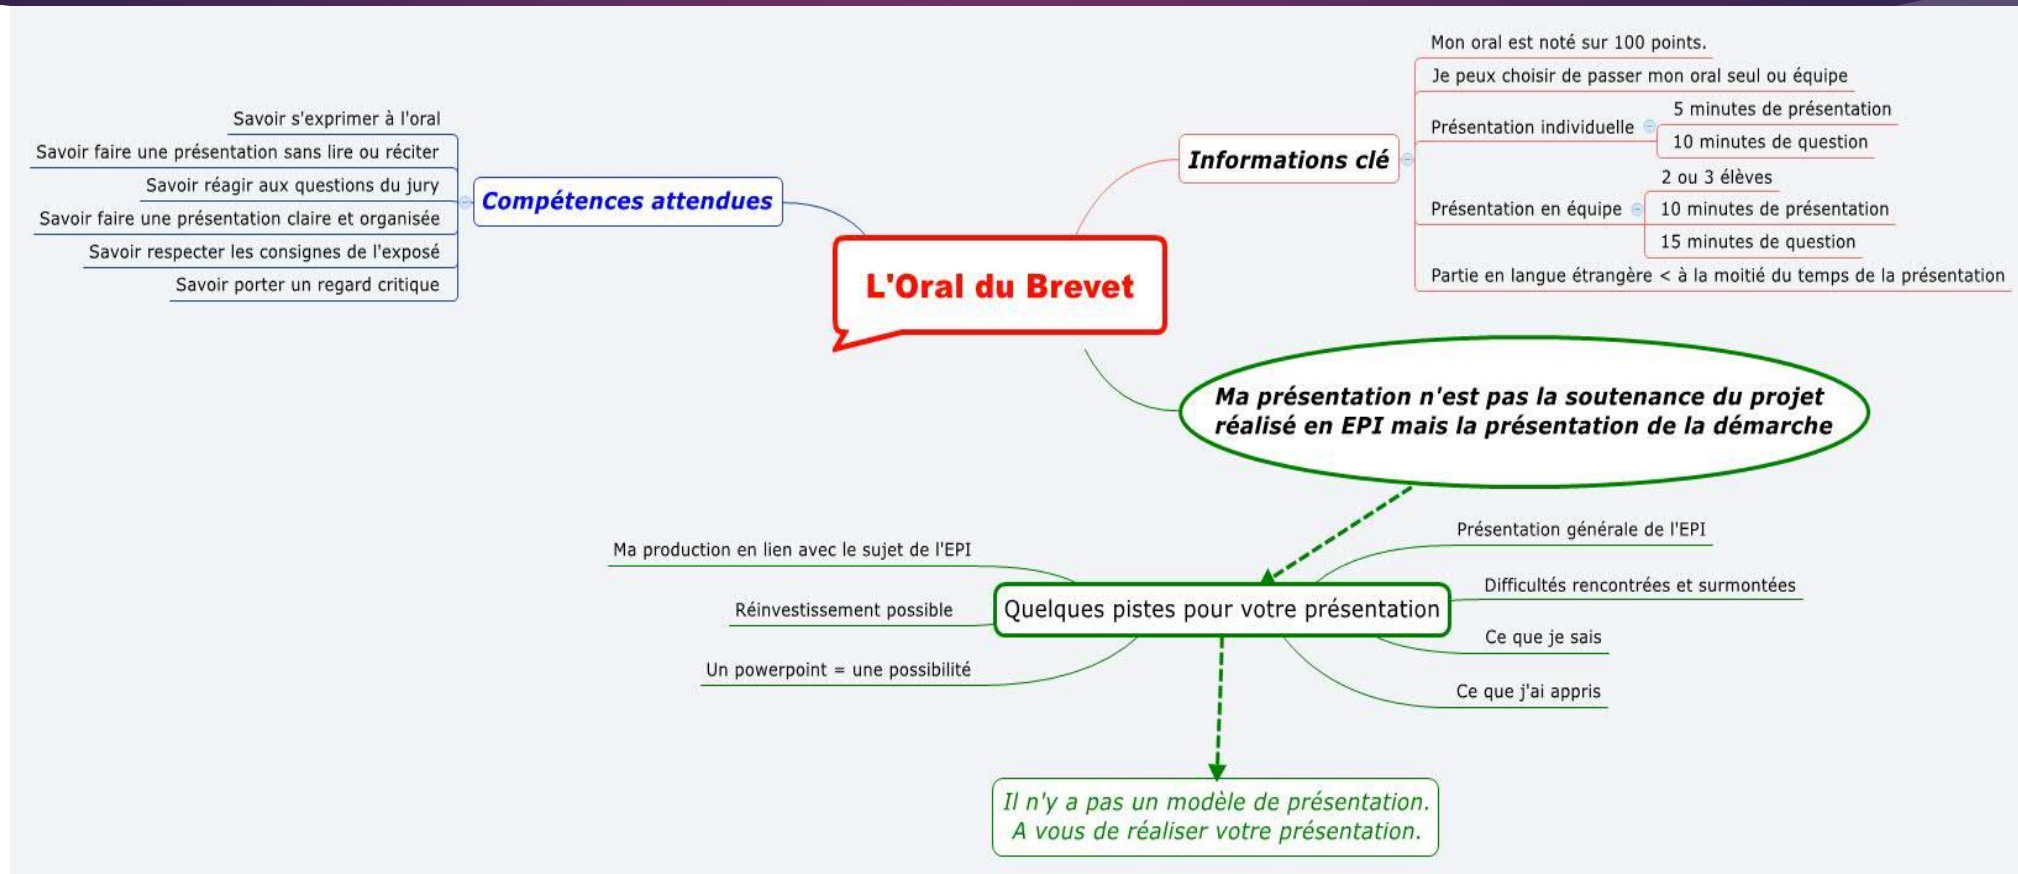 L'Oral du Brevet
Informations clé
Mon oral est noté sur 100 points.
Je peux choisir de passer mon oral seul ou équipe
Présentation individuelle
5 minutes de présentation
10 minutes de question
Présentation en équipe
2 ou 3 élèves
10 minutes de présentation
15 minutes de question
Partie en langue étrangère < à la moitié du temps de la présentation
Compétences attendues
Savoir s'exprimer à l'oral
Savoir faire une présentation sans lire ou réciter
Savoir réagir aux questions du jury
Savoir faire une présentation claire et organisée
Savoir respecter les consignes de l'exposé
Savoir porter un regard critique
Ma présentation n'est pas la soutenance du projet
réalisé en EPI mais la présentation de la démarche
Quelques pistes pour votre présentation
Présentation générale de l'EPI
Difficultés rencontrées et surmontées
Ce que je sais
Ce que j'ai appris
Ma production en lien avec le sujet de l'EPI
Réinvestissement possible
Un powerpoint = une possibilité
Il n'y a pas un modèle de présentation.
A vous de réaliser votre présentation.